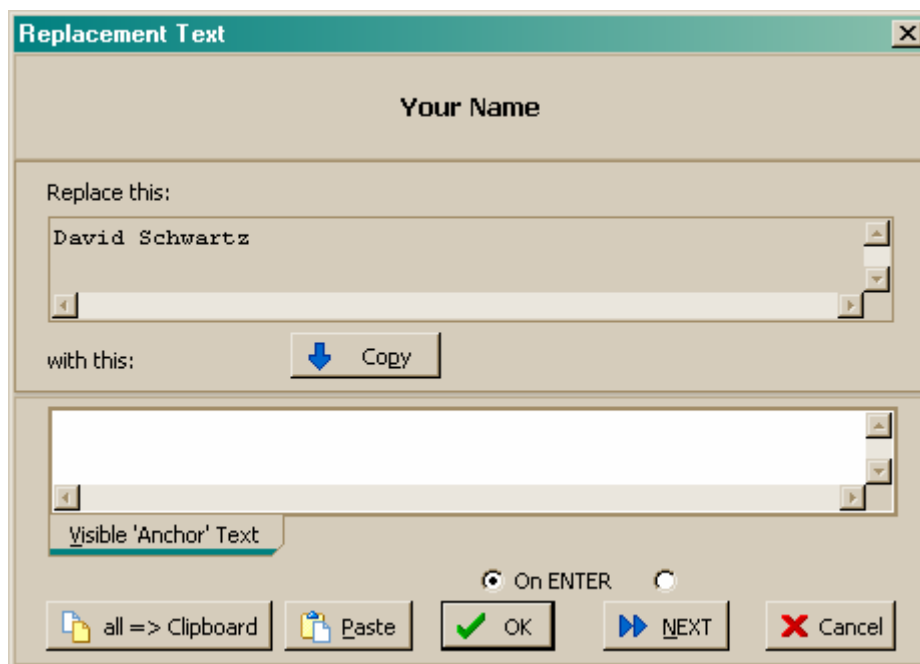 Replacement Text
Your Name
Replace this:
David Schwartz
with this:
Copy
Visible 'Anchor' Text
On ENTER
all => Clipboard
Paste
OK
NEXT
Cancel